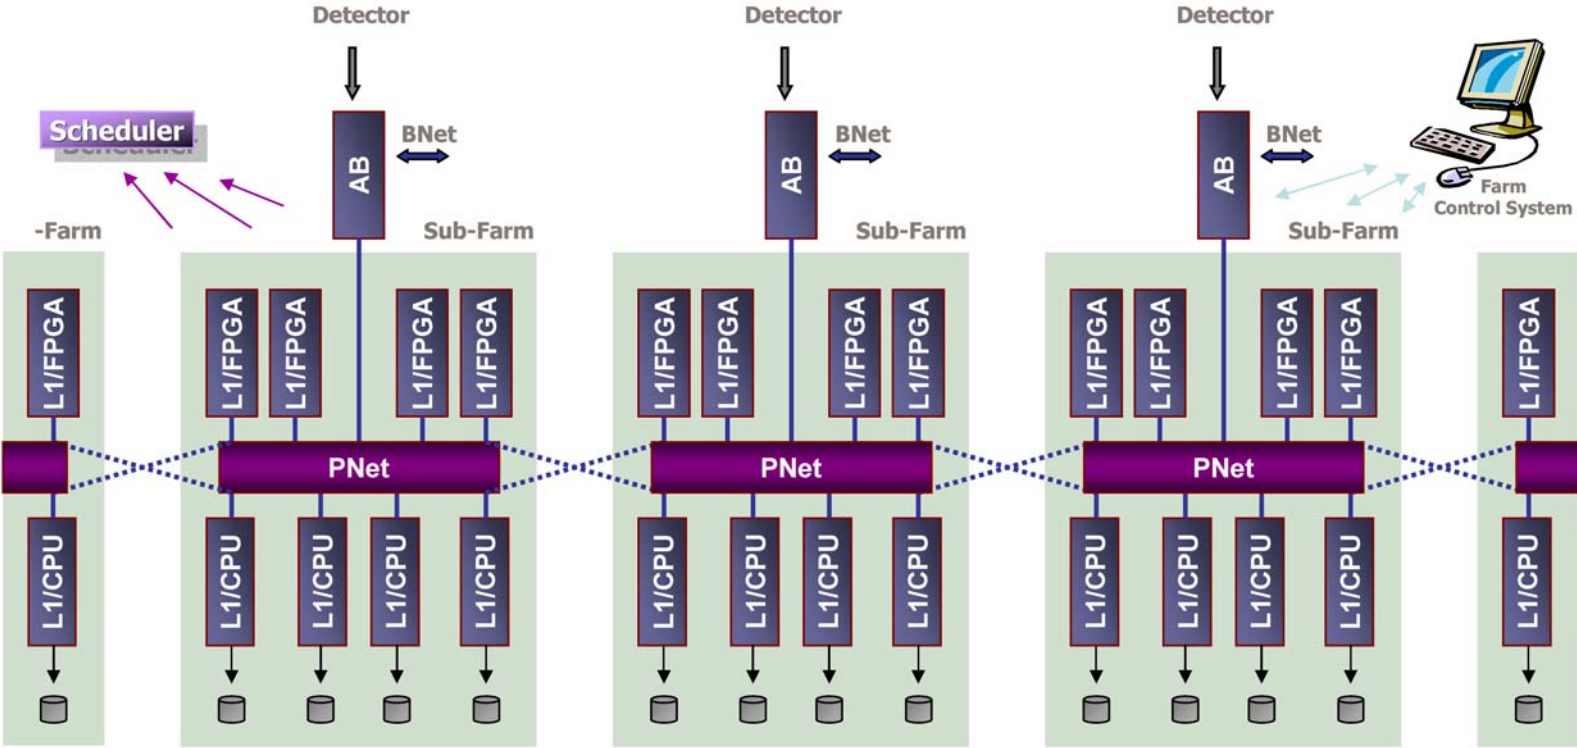 Detector
Detector
Detector
Scheduler
BNet
BNet
BNet
AB
AB
AB
Farm
Control System
-Farm
Sub-Farm
Sub-Farm
Sub-Farm
L1/FPGA
L1/FPGA
L1/FPGA
L1/FPGA
L1/FPGA
L1/FPGA
L1/FPGA
L1/FPGA
L1/FPGA
L1/FPGA
L1/FPGA
L1/FPGA
L1/FPGA
L1/FPGA
PNet
PNet
PNet
L1/CPU
L1/CPU
L1/CPU
L1/CPU
L1/CPU
L1/CPU
L1/CPU
L1/CPU
L1/CPU
L1/CPU
L1/CPU
L1/CPU
L1/CPU
L1/CPU